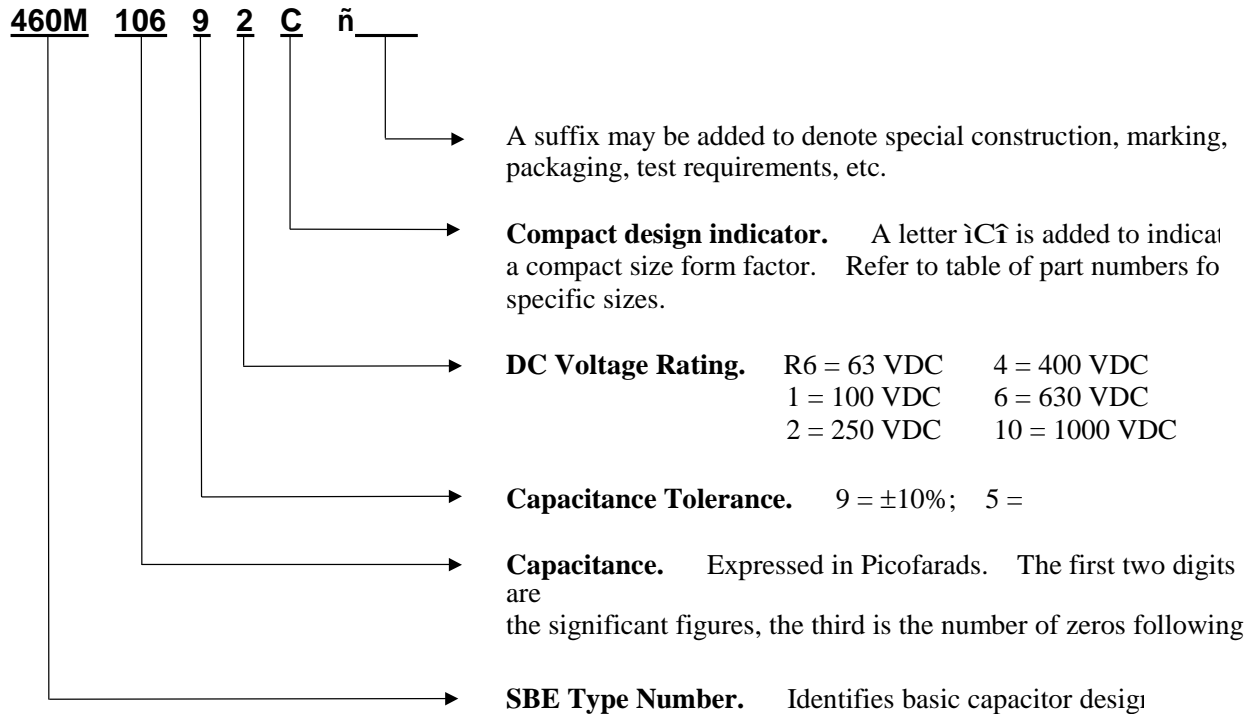 460M 106 9 2 C ñ____
A suffix may be added to denote special construction, marking,
packaging, test requirements, etc.
Compact design indicator. A letter ìCî is added to indicat
a compact size form factor. Refer to table of part numbers fo
specific sizes.
DC Voltage Rating. R6 = 63 VDC 4 = 400 VDC
1 = 100 VDC 6 = 630 VDC
2 = 250 VDC 10 = 1000 VDC
Capacitance Tolerance. 9 = ±10%; 5 =
Capacitance. Expressed in Picofarads. The first two digits
are
the significant figures, the third is the number of zeros following
SBE Type Number. Identifies basic capacitor desig